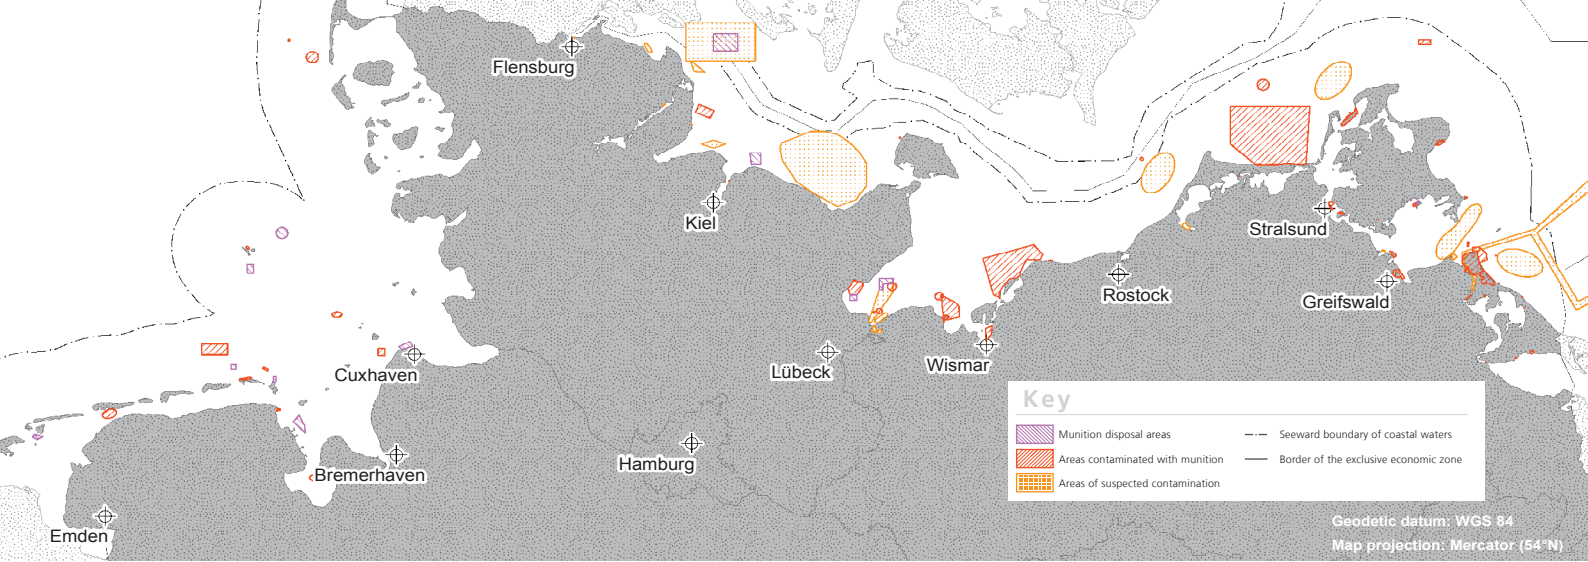 Flensburg
Kiel
Stralsund
Rostock
Greifswald
Cuxhaven
Lübeck
Wismar
Hamburg
Bremerhaven
Emden
Key
Munition disposal areas
Areas contaminated with munition
Areas of suspected contamination
Seeward boundary of coastal waters
Border of the exclusive economic zone
Geodetic datum: WGS 84
Map projection: Mercator (54°N)